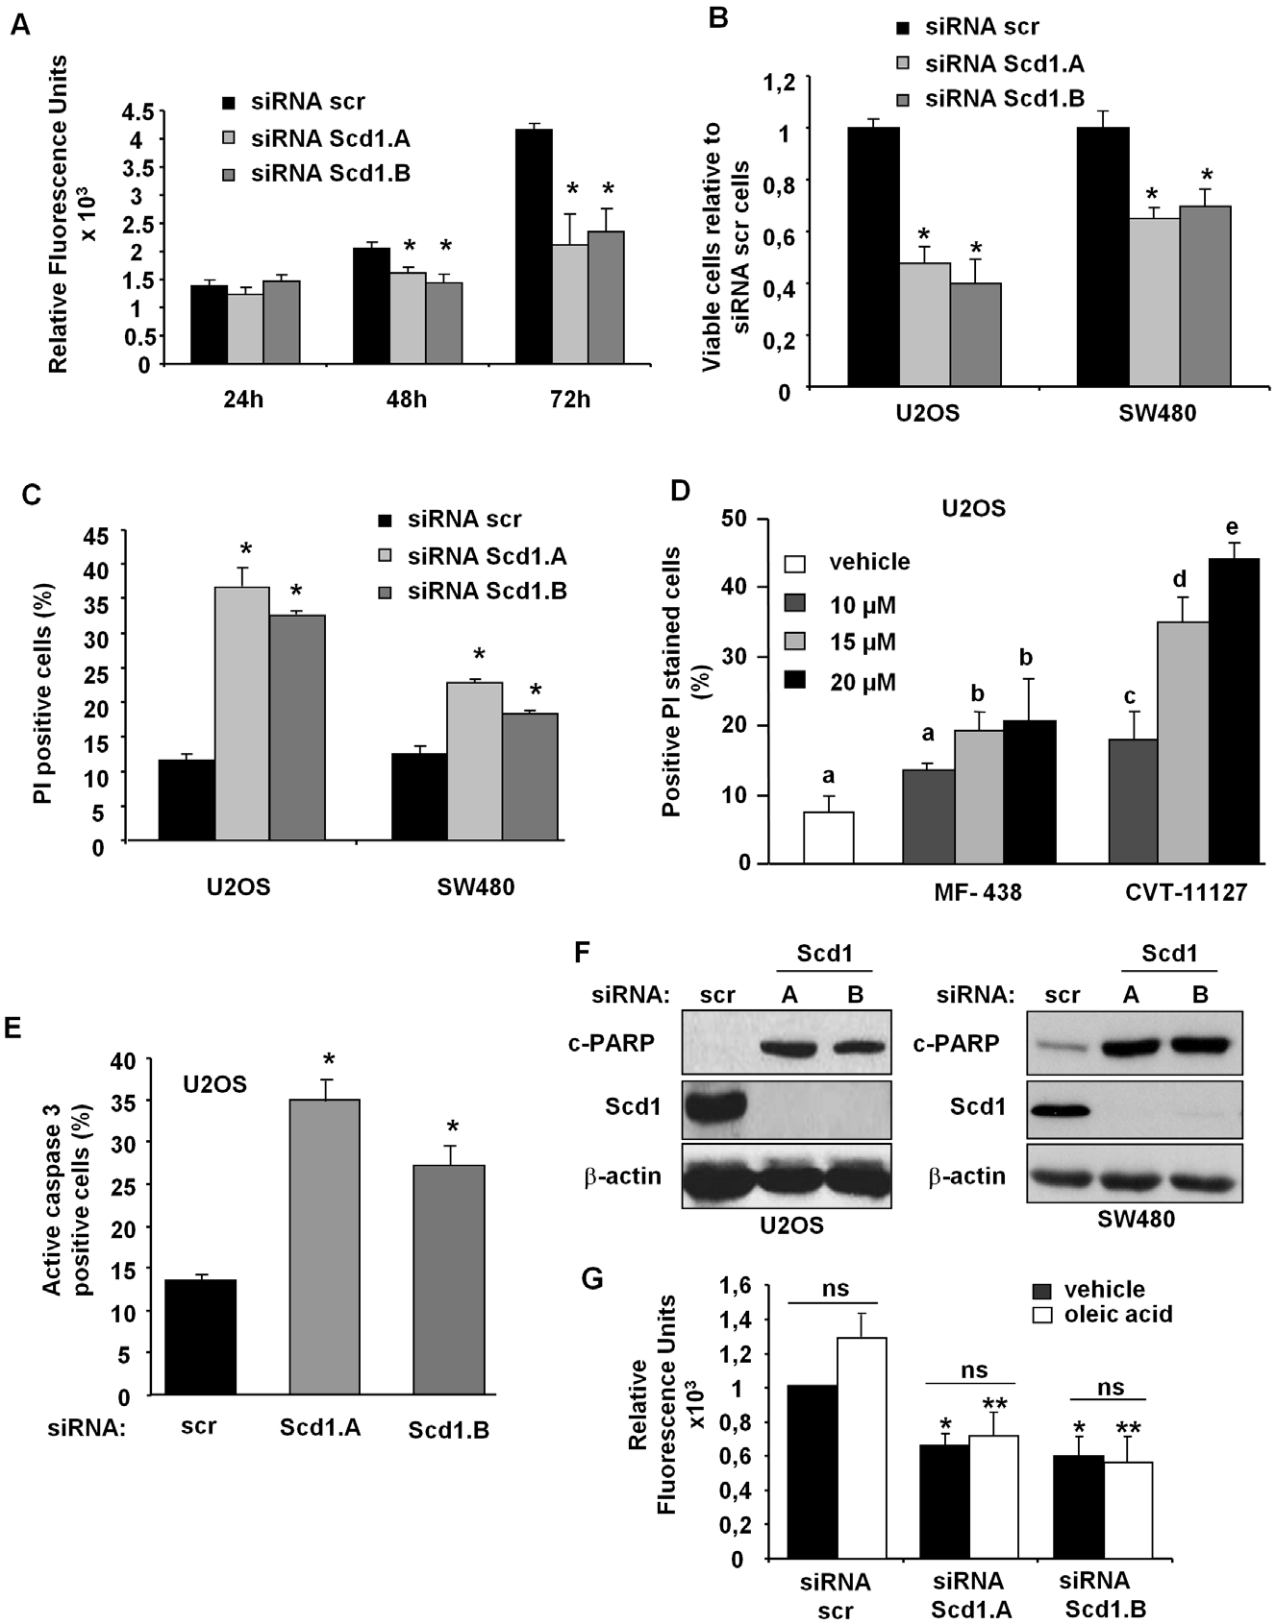 A
Relative Fluorescence Units
x 10³
siRNA scr
siRNA Scd1.A
siRNA Scd1.B
4.5
4
3.5
3
2.5
2
1.5
1
0.5
0
* *
* *
24h 48h 72h
B
Viable cells relative to
siRNA scr cells
siRNA scr
siRNA Scd1.A
siRNA Scd1.B
1,2
1
0,8
0,6
0,4
0,2
0
* *
* *
U2OS SW480
C
PI positive cells (%)
siRNA scr
siRNA Scd1.A
siRNA Scd1.B
45
40
35
30
25
20
15
10
5
0
* *
* *
U2OS SW480
D
U2OS
Positive PI stained cells
(%)
vehicle
10 µM
15 µM
20 µM
50
40
30
20
10
0
a a b b c d e
MF- 438 CVT-11127
E
U2OS
Active caspase 3
positive cells (%)
40
35
30
25
20
15
10
5
0
* *
siRNA: scr Scd1.A Scd1.B
F
Scd1
siRNA: scr A B
c-PARP
Scd1
β-actin
U2OS
Scd1
siRNA: scr A B
c-PARP
Scd1
β-actin
SW480
G
Relative
Fluorescence Units
x10³
vehicle
oleic acid
1,6
1,4
1,2
1
0,8
0,6
0,4
0,2
0
ns
ns
ns
* **
* **
siRNA siRNA siRNA
scr Scd1.A Scd1.B